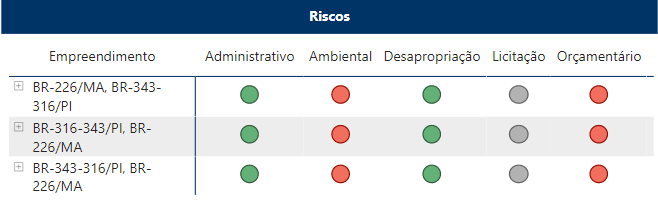 Riscos
Empreendimento Administrativo Ambiental Desapropriação Licitação Orçamentário
BR-226/MA, BR-343-
316/PI
BR-316-343/PI, BR-
226/MA
BR-343-316/PI, BR-
226/MA